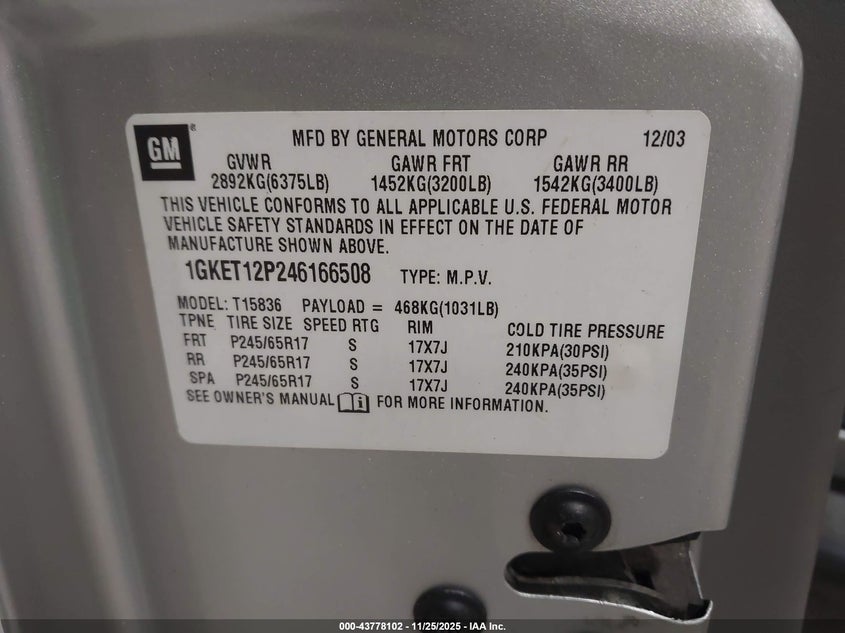 GM ®
MFD BY GENERAL MOTORS CORP 12/03
GVWR GAWR FRT GAWR RR
2892KG(6375LB) 1452KG(3200LB) 1542KG(3400LB)
THIS VEHICLE CONFORMS TO ALL APPLICABLE U.S. FEDERAL MOTOR
VEHICLE SAFETY STANDARDS IN EFFECT ON THE DATE OF
MANUFACTURE SHOWN ABOVE.
1GKET12P246166508 TYPE: M.P.V.
MODEL: T15836 PAYLOAD = 468KG(1031LB)
TPNE TIRE SIZE SPEED RTG RIM COLD TIRE PRESSURE
FRT P245/65R17 S 17X7J 210KPA(30PSI)
RR P245/65R17 S 17X7J 240KPA(35PSI)
SPA P245/65R17 S 17X7J 240KPA(35PSI)
SEE OWNER'S MANUAL i FOR MORE INFORMATION.
000-43778102 - 11/25/2025 - IAA Inc.